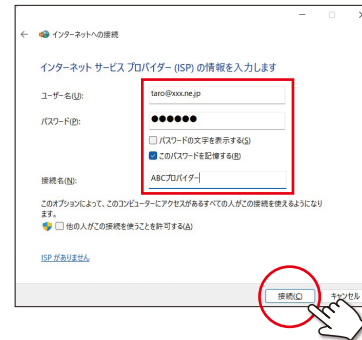 インターネットへの接続
インターネット サービス プロバイダー (ISP) の情報を入力します
ユーザー名(U):
taro@xxx.ne.jp
パスワード(P):
●●●●●●
パスワードの文字を表示する(S)
このパスワードを記憶する(R)
接続名(N):
ABCプロバイダー
このオプションによって、このコンピューターにアクセスがあるすべての人がこの接続を使えるようになり
ます。
他の人がこの接続を使うことを許可する(A)
ISP がありません
接続(C)
キャンセル